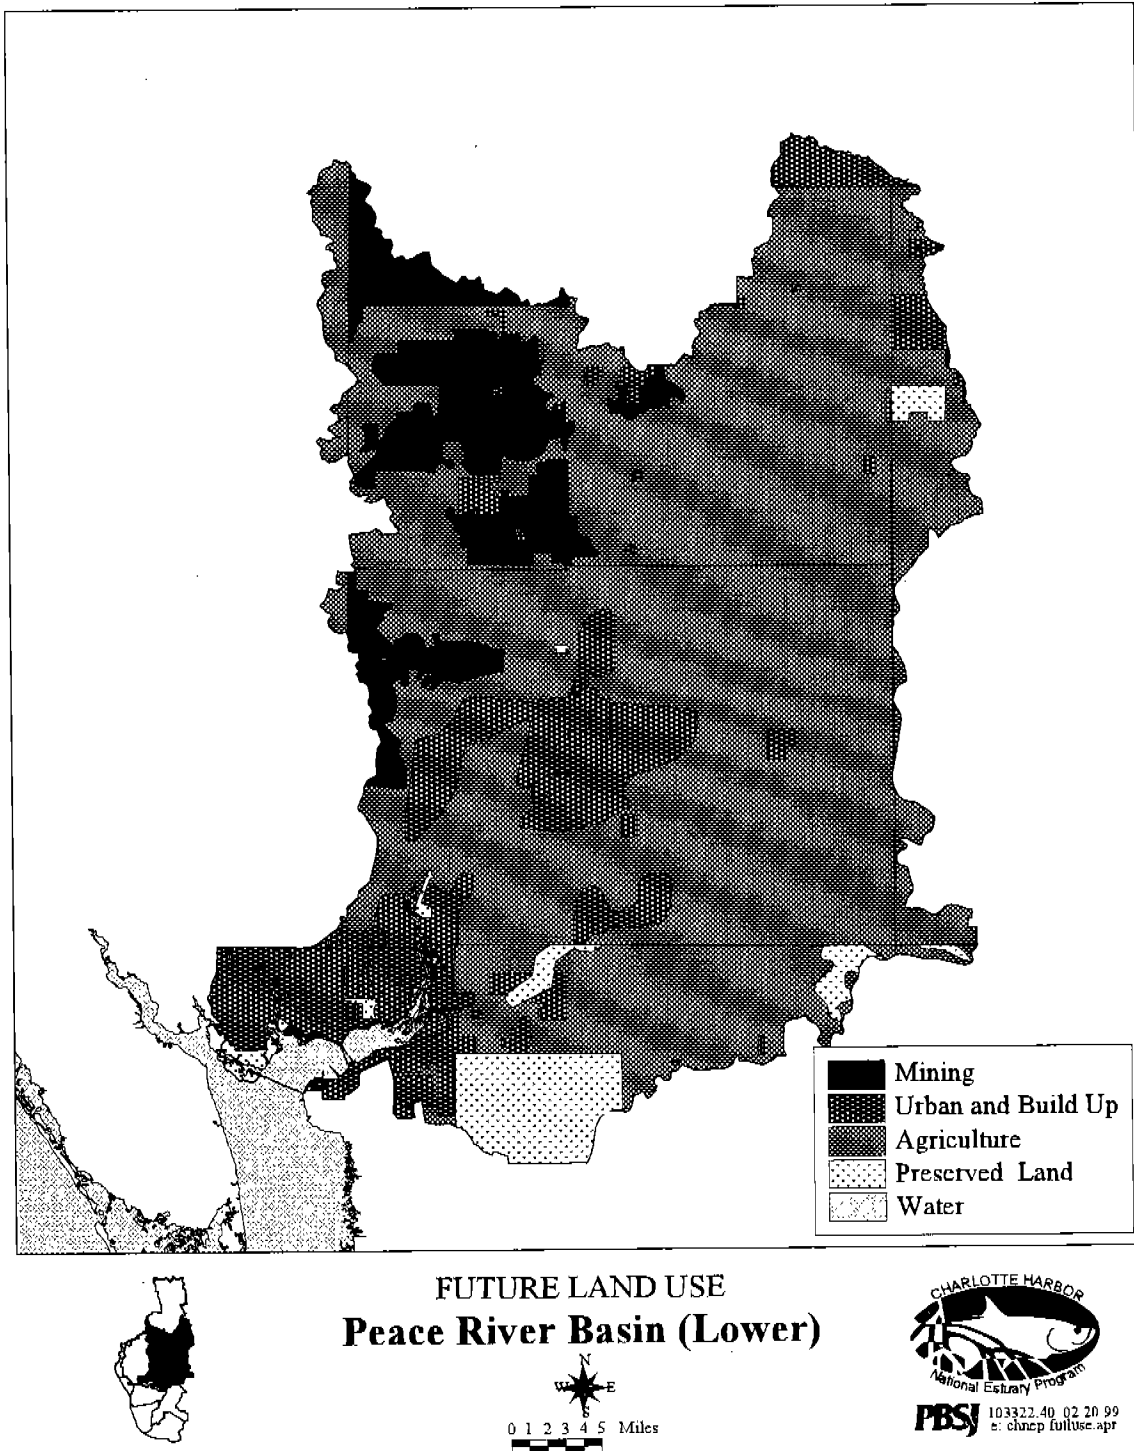 Mining
Urban and Build Up
Agriculture
Preserved Land
Water
FUTURE LAND USE
Peace River Basin (Lower)
N
W E
S
0 1 2 3 4 5 Miles
CHARLOTTE HARBOR
National Estuary Program
PBSJ
103322.40 02 20 99
e: chnep fulluse.apr